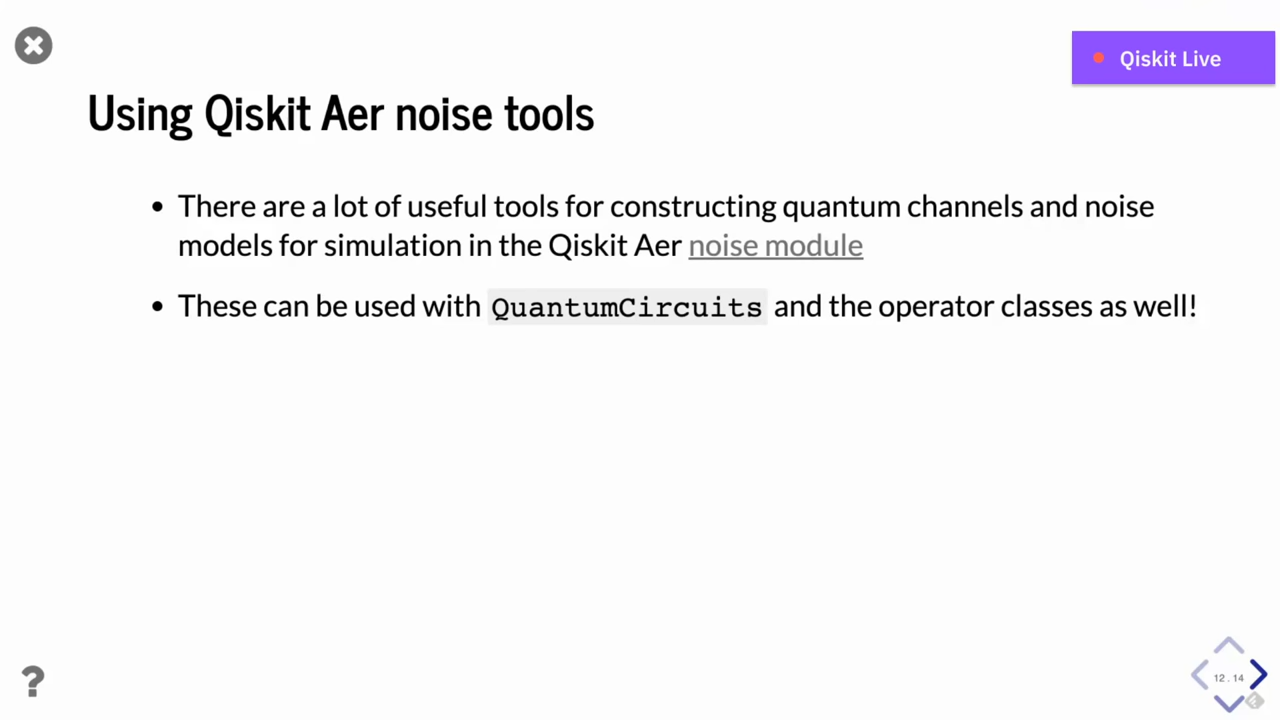 Qiskit Live
Using Qiskit Aer noise tools
• There are a lot of useful tools for constructing quantum channels and noise
models for simulation in the Qiskit Aer noise module
• These can be used with QuantumCircuits and the operator classes as well!
?
12.14